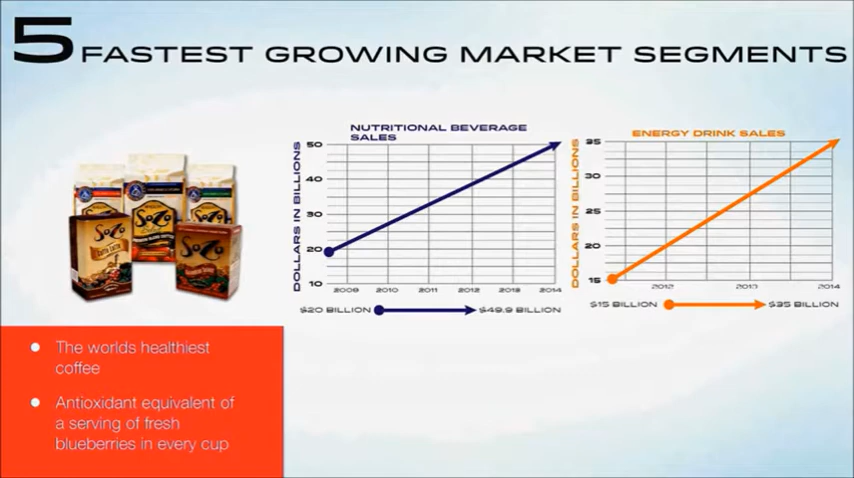 5 FASTEST GROWING MARKET SEGMENTS
NUTRITIONAL BEVERAGE
SALES
DOLLARS IN BILLIONS
50
40
30
20
10
2009 2010 2011 2012 2013 2014
$20 BILLION $49.9 BILLION
ENERGY DRINK SALES
DOLLARS IN BILLIONS
35
30
25
20
15
2012 2013 2014
$15 BILLION $35 BILLION
SoZo
SoZo
SoZo
The worlds healthiest
coffee
Antioxidant equivalent of
a serving of fresh
blueberries in every cup